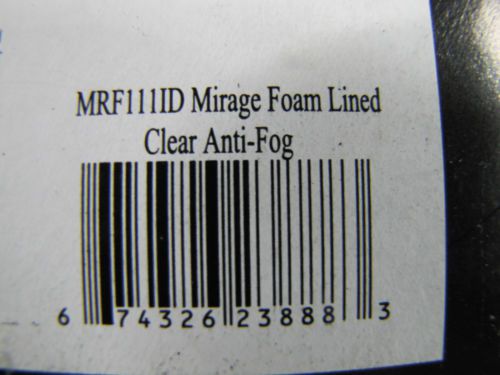 MRF111ID Mirage Foam Lined
Clear Anti-Fog
6 74326 23888 3